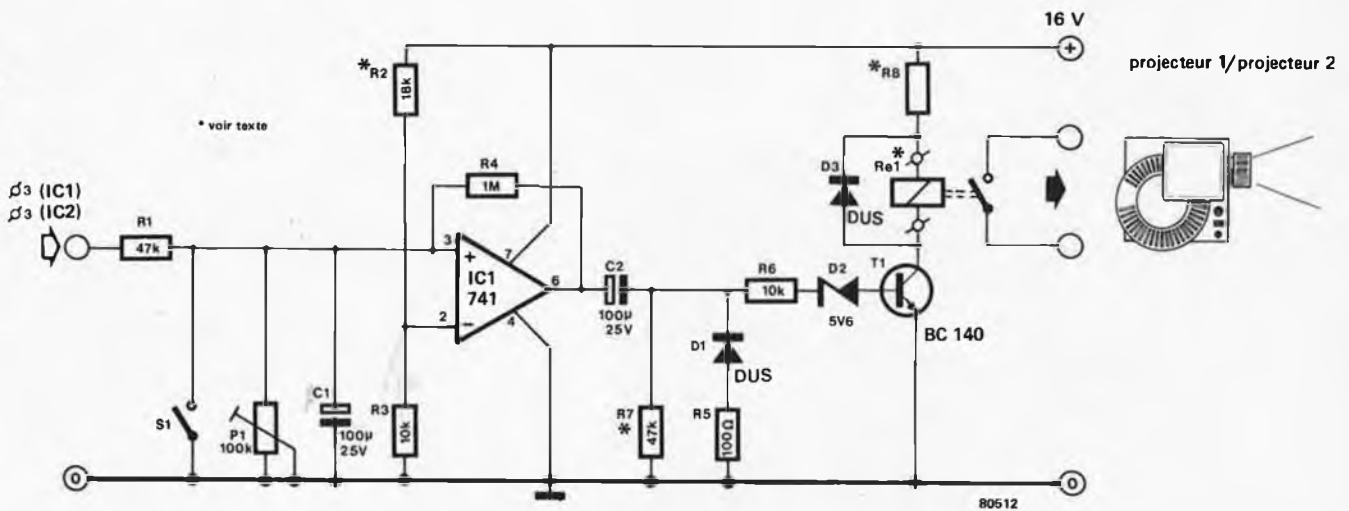 16 V
+
projecteur 1/projecteur 2
*R2
18k
*R8
* voir texte
R4
1M
D3
DUS
*
Re1
ø3 (IC1)
ø3 (IC2)
R1
47k
3
+
7
IC1
741
6
2
−
4
C2
100µ
25V
R6
10k
D2
5V6
T1
BC 140
D1
DUS
S1
P1
100k
C1
100µ
25V
R3
10k
R7
*
47k
R5
100Ω
0
0
80512